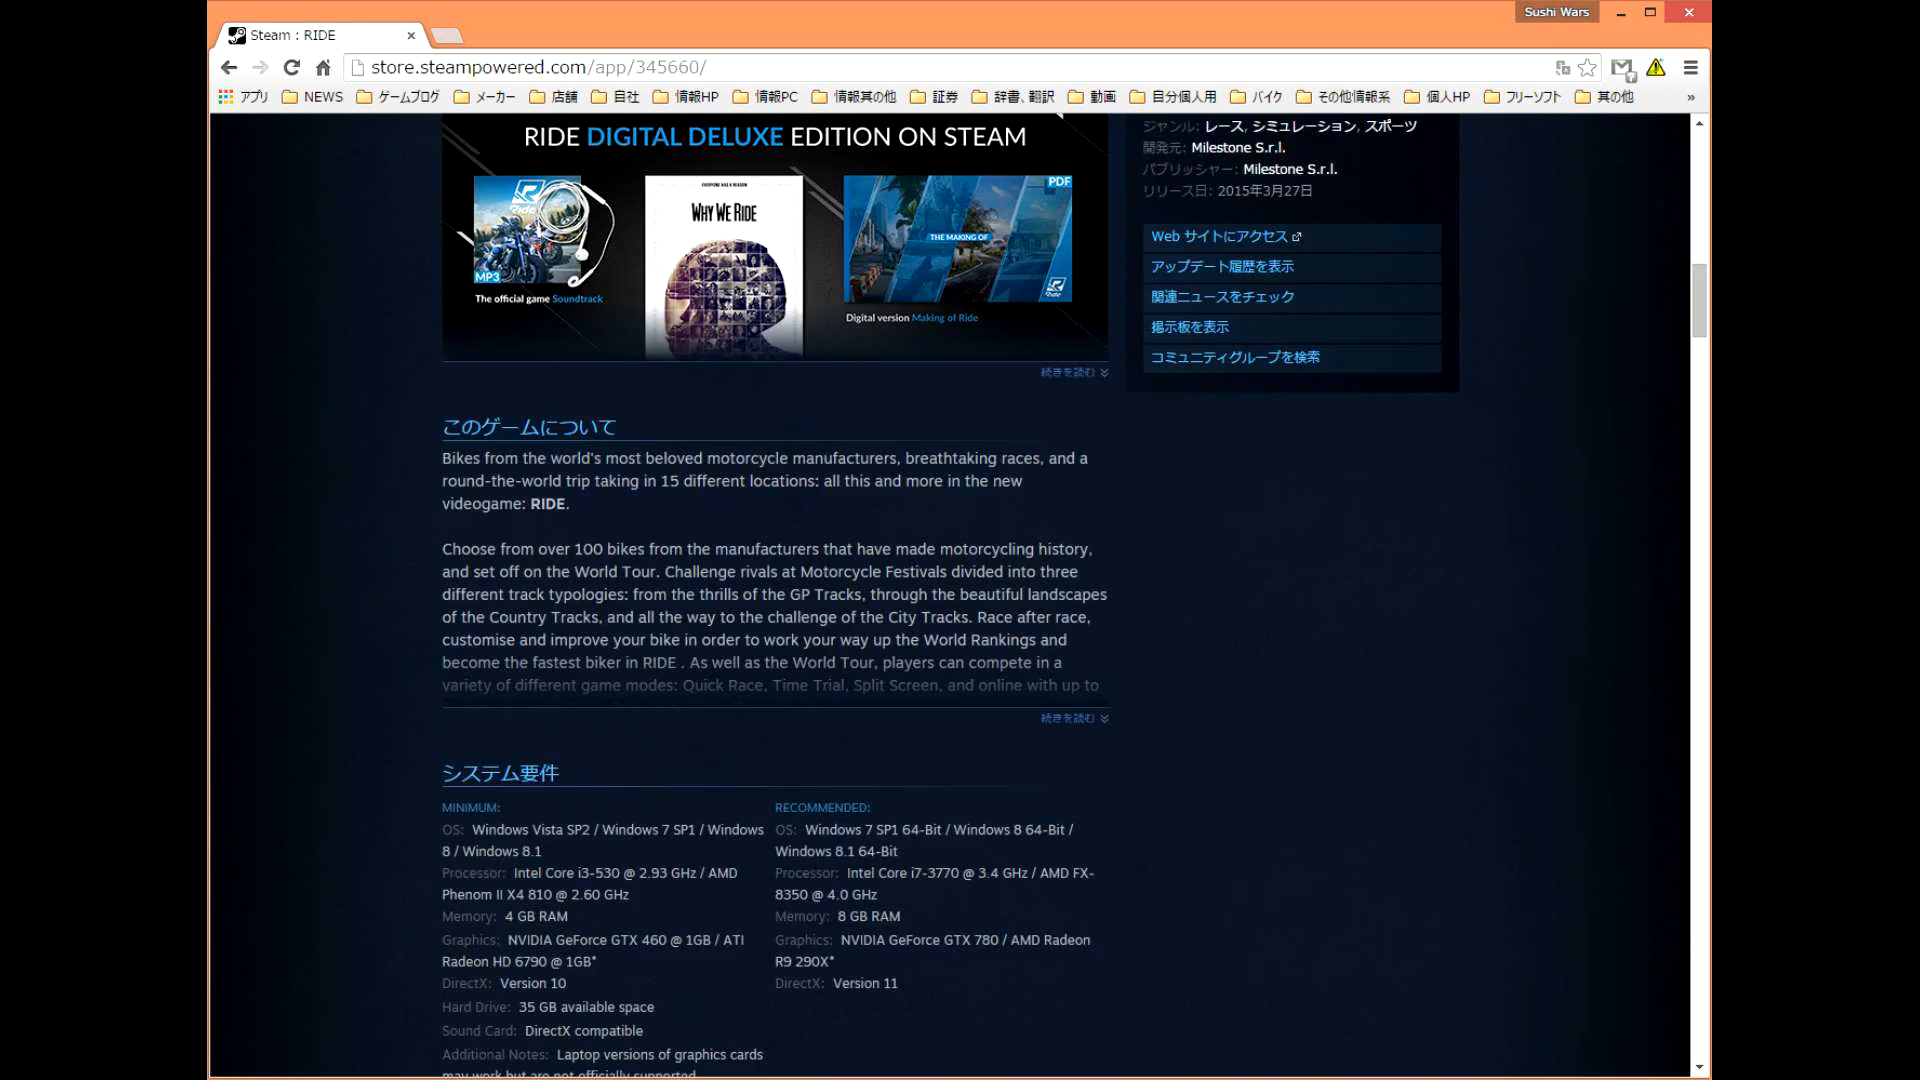 Sushi Wars
Steam : RIDE
store.steampowered.com/app/345660/
アプリ NEWS ゲームブログ メーカー 店舗 自社 情報HP 情報PC 情報其の他 証券 辞書、翻訳 動画 自分個人用 バイク その他情報系 個人HP フリーソフト 其の他 »
RIDE DIGITAL DELUXE EDITION ON STEAM
Ride
MP3
The official game Soundtrack
EVERYONE HAS A REASON
WHY WE RIDE
PDF
THE MAKING OF
Ride
Digital version Making of Ride
続きを読む
ジャンル: レース, シミュレーション, スポーツ
開発元: Milestone S.r.l.
パブリッシャー: Milestone S.r.l.
リリース日: 2015年3月27日
Web サイトにアクセス
アップデート履歴を表示
関連ニュースをチェック
掲示板を表示
コミュニティグループを検索
このゲームについて
Bikes from the world's most beloved motorcycle manufacturers, breathtaking races, and a
round-the-world trip taking in 15 different locations: all this and more in the new
videogame: RIDE.
Choose from over 100 bikes from the manufacturers that have made motorcycling history,
and set off on the World Tour. Challenge rivals at Motorcycle Festivals divided into three
different track typologies: from the thrills of the GP Tracks, through the beautiful landscapes
of the Country Tracks, and all the way to the challenge of the City Tracks. Race after race,
customise and improve your bike in order to work your way up the World Rankings and
become the fastest biker in RIDE . As well as the World Tour, players can compete in a
variety of different game modes: Quick Race, Time Trial, Split Screen, and online with up to
続きを読む
システム要件
MINIMUM:
OS: Windows Vista SP2 / Windows 7 SP1 / Windows
8 / Windows 8.1
Processor: Intel Core i3-530 @ 2.93 GHz / AMD
Phenom II X4 810 @ 2.60 GHz
Memory: 4 GB RAM
Graphics: NVIDIA GeForce GTX 460 @ 1GB / ATI
Radeon HD 6790 @ 1GB*
DirectX: Version 10
Hard Drive: 35 GB available space
Sound Card: DirectX compatible
Additional Notes: Laptop versions of graphics cards
may work but are not officially supported.
RECOMMENDED:
OS: Windows 7 SP1 64-Bit / Windows 8 64-Bit /
Windows 8.1 64-Bit
Processor: Intel Core i7-3770 @ 3.4 GHz / AMD FX-
8350 @ 4.0 GHz
Memory: 8 GB RAM
Graphics: NVIDIA GeForce GTX 780 / AMD Radeon
R9 290X*
DirectX: Version 11